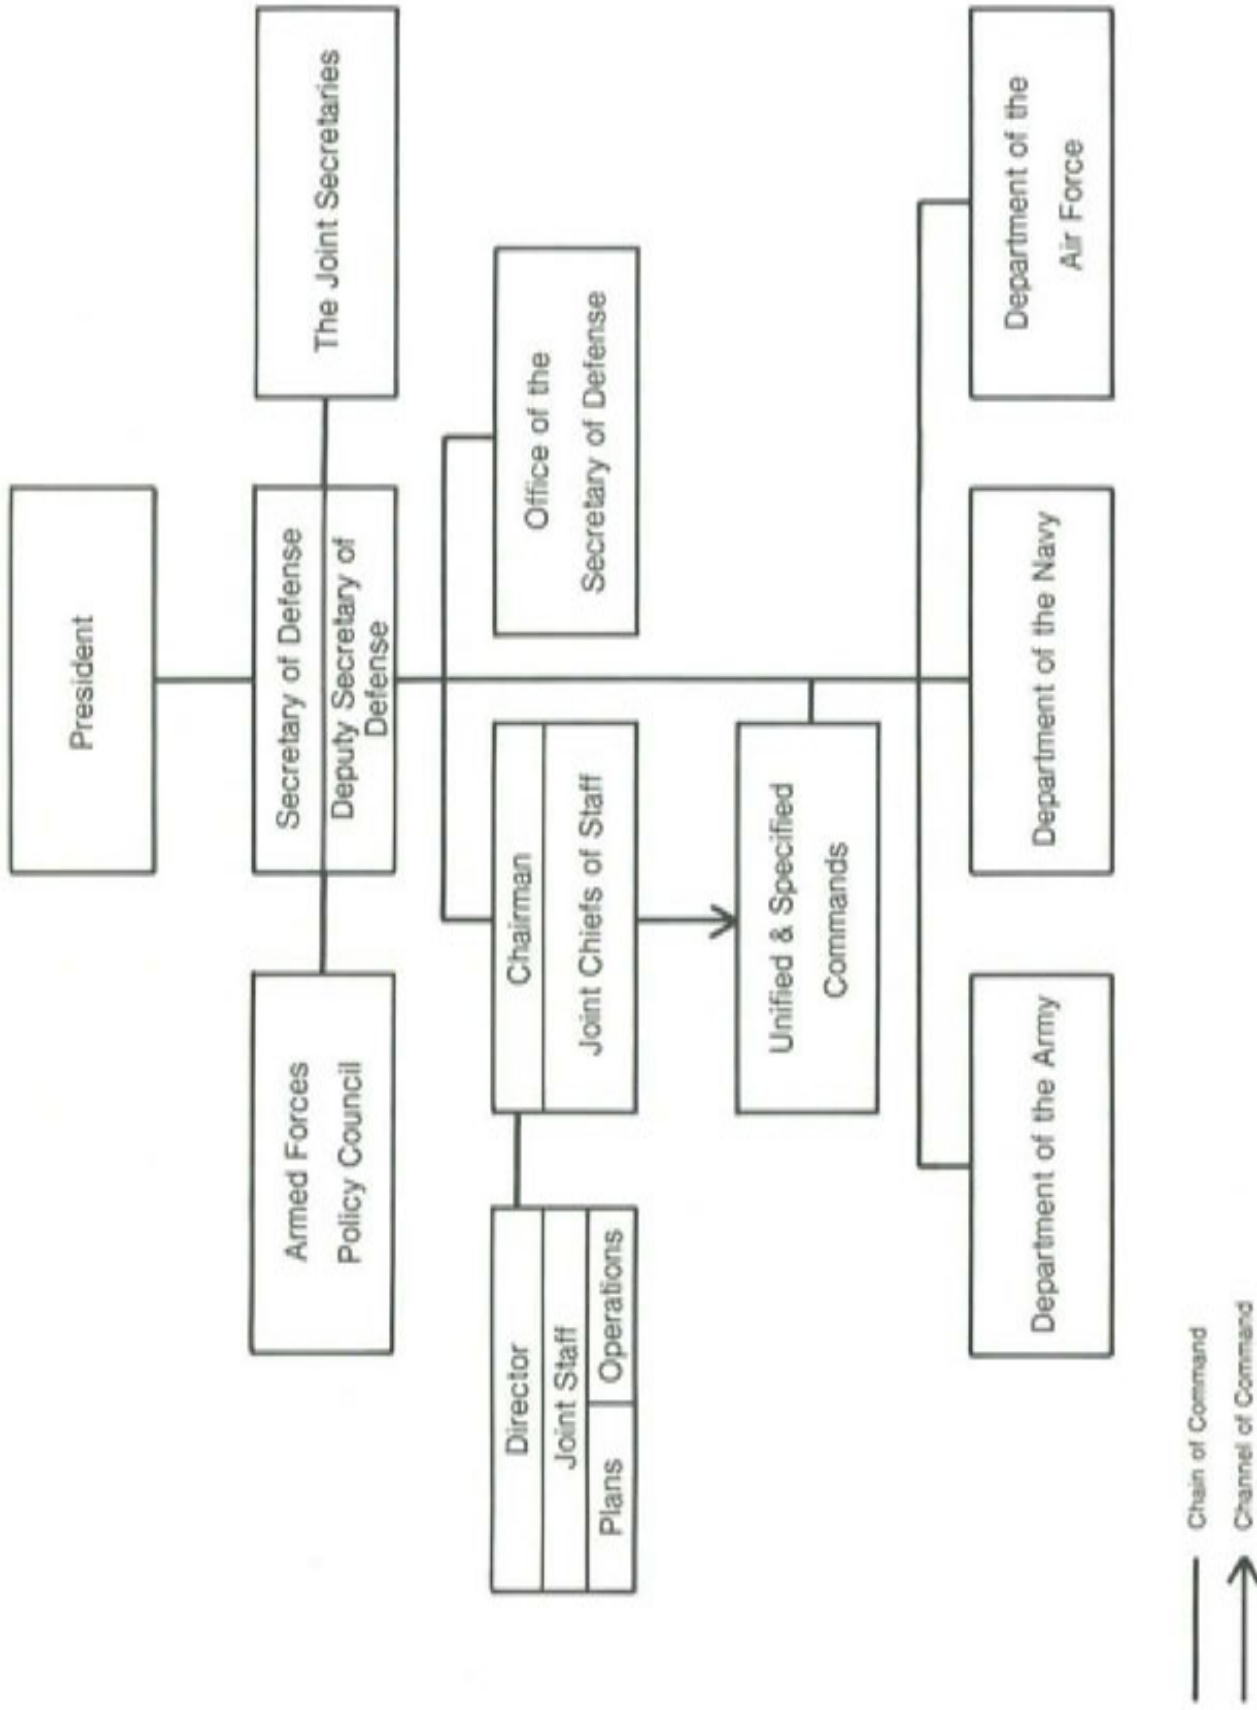 President
Armed Forces
Policy Council
Secretary of Defense
Deputy Secretary of
Defense
The Joint Secretaries
Director
Joint Staff
Plans
Operations
Chairman
Joint Chiefs of Staff
Office of the
Secretary of Defense
Unified & Specified
Commands
Department of the Army
Department of the Navy
Department of the
Air Force
Chain of Command
Channel of Command